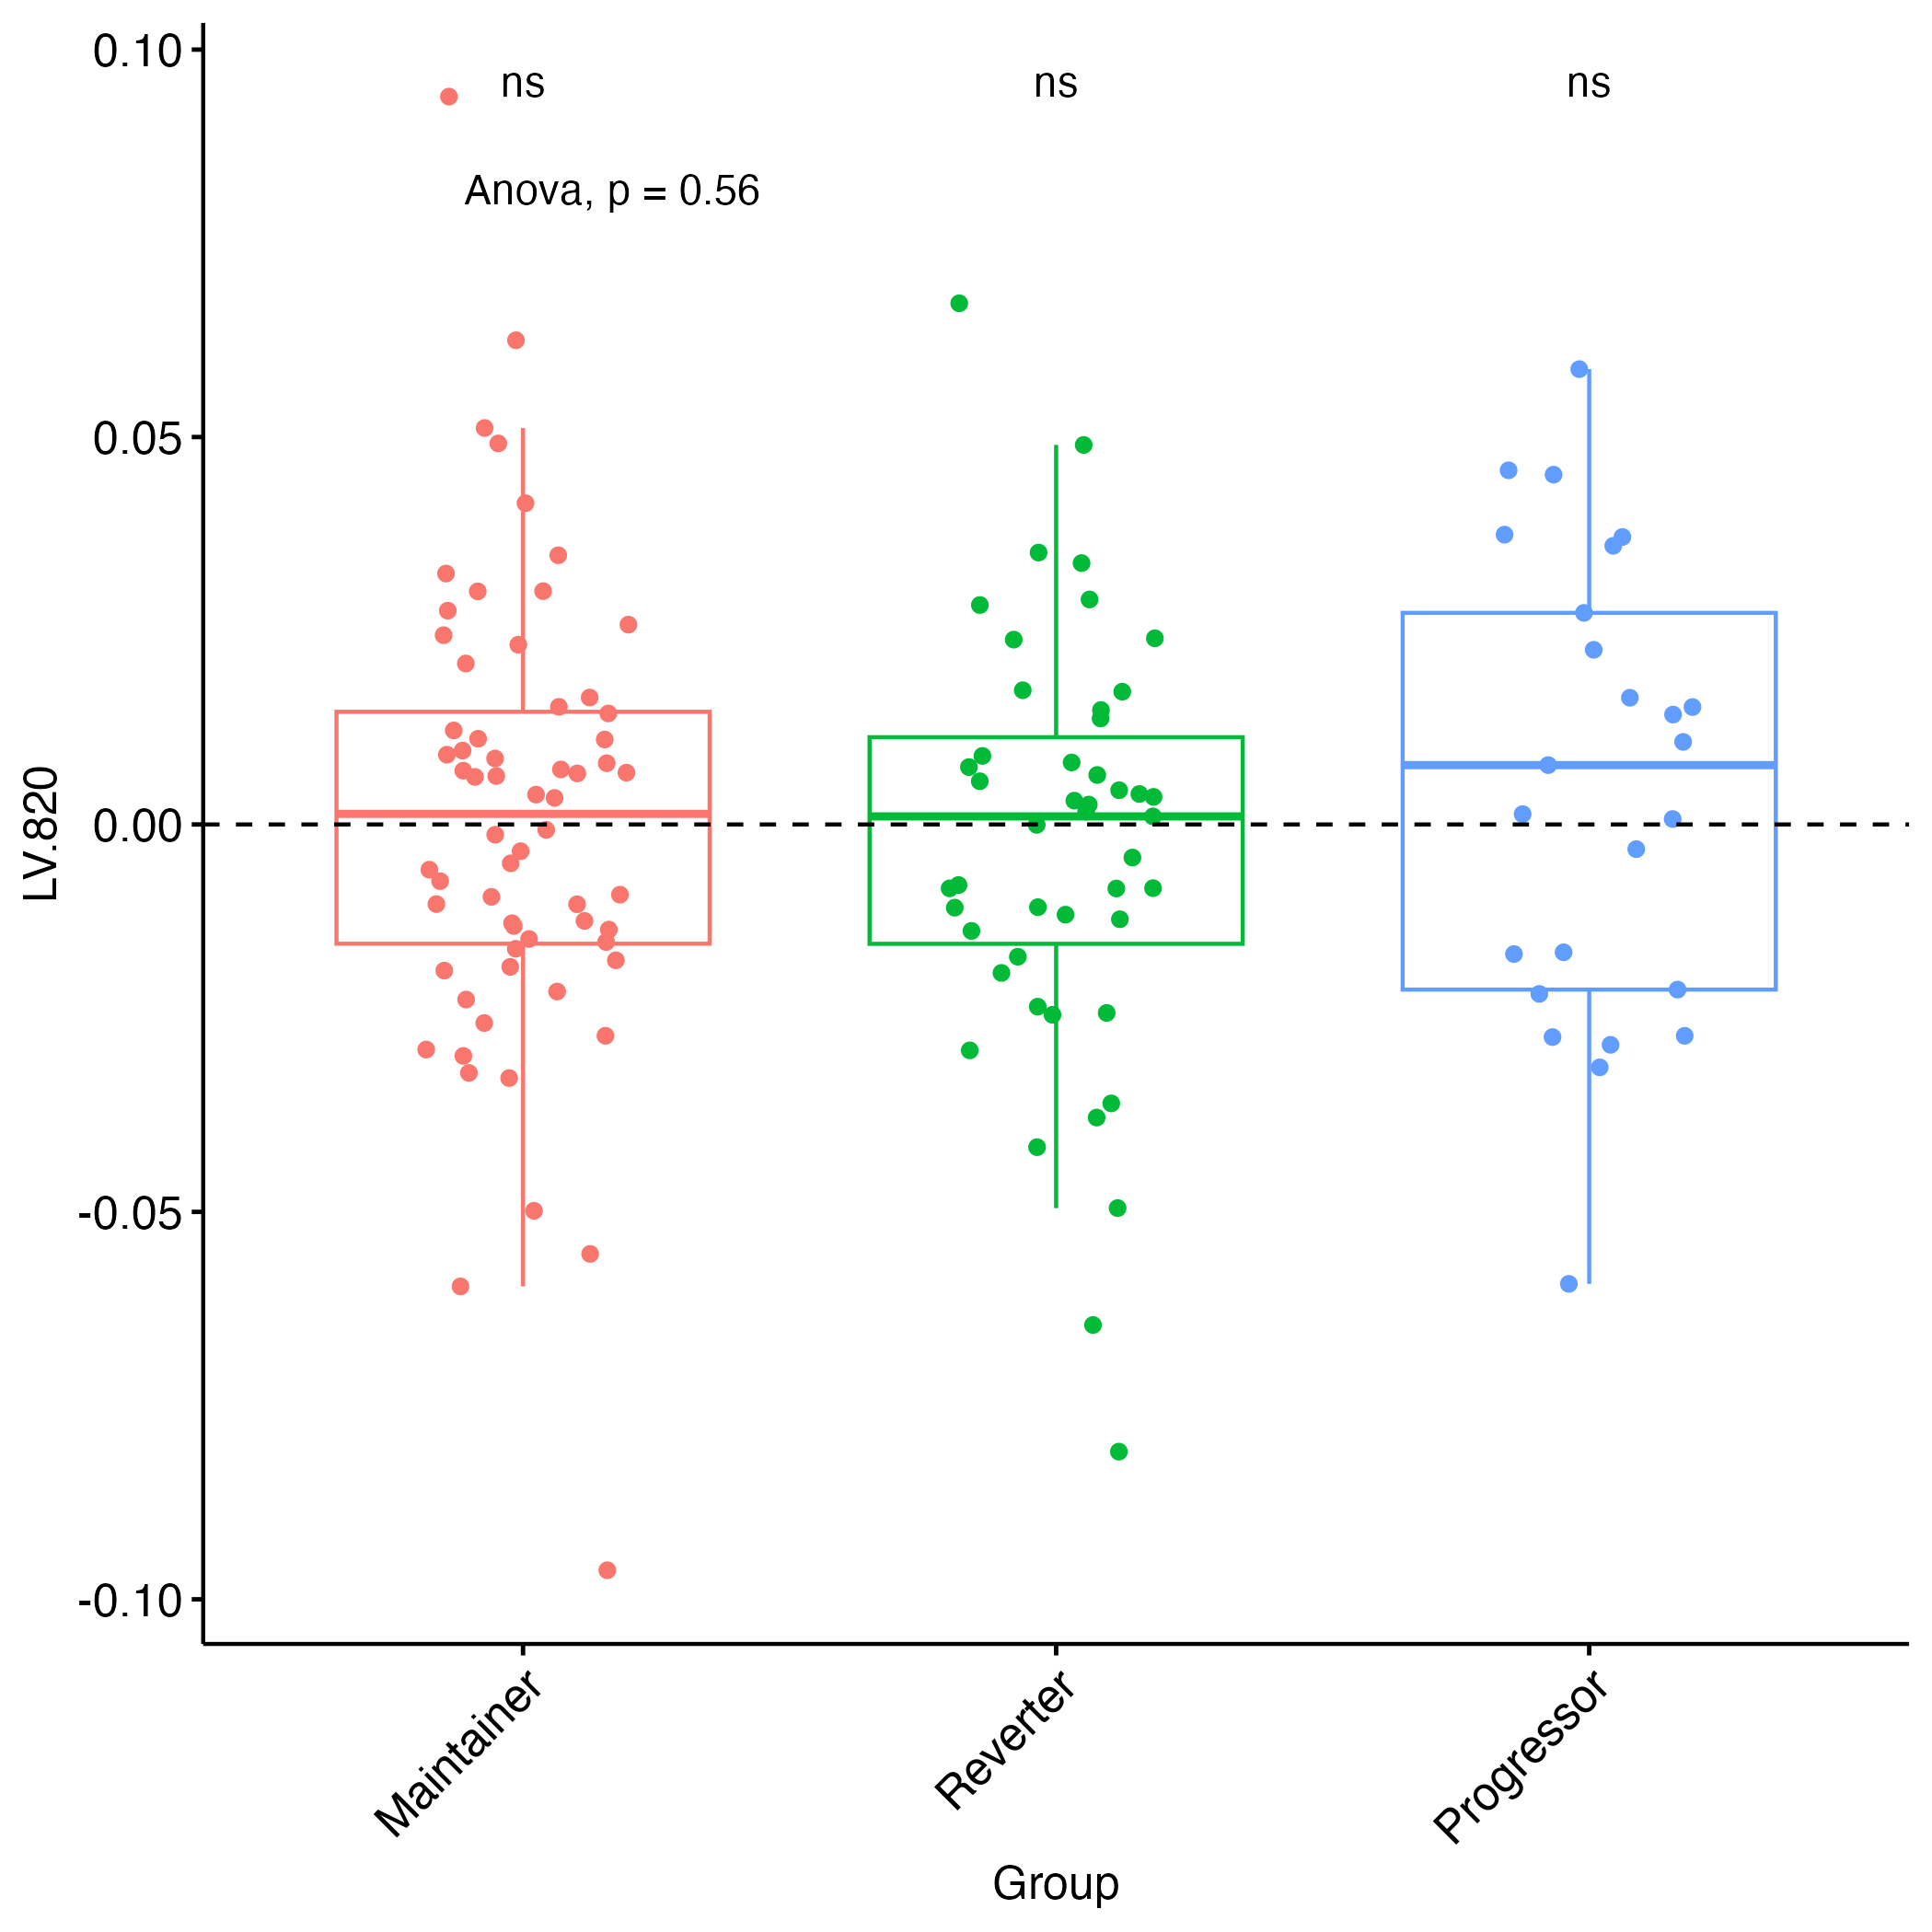 0.10
ns
ns
ns
Anova, p = 0.56
0.05
LV.820
0.00
-0.05
-0.10
Maintainer
Reverter
Progressor
Group